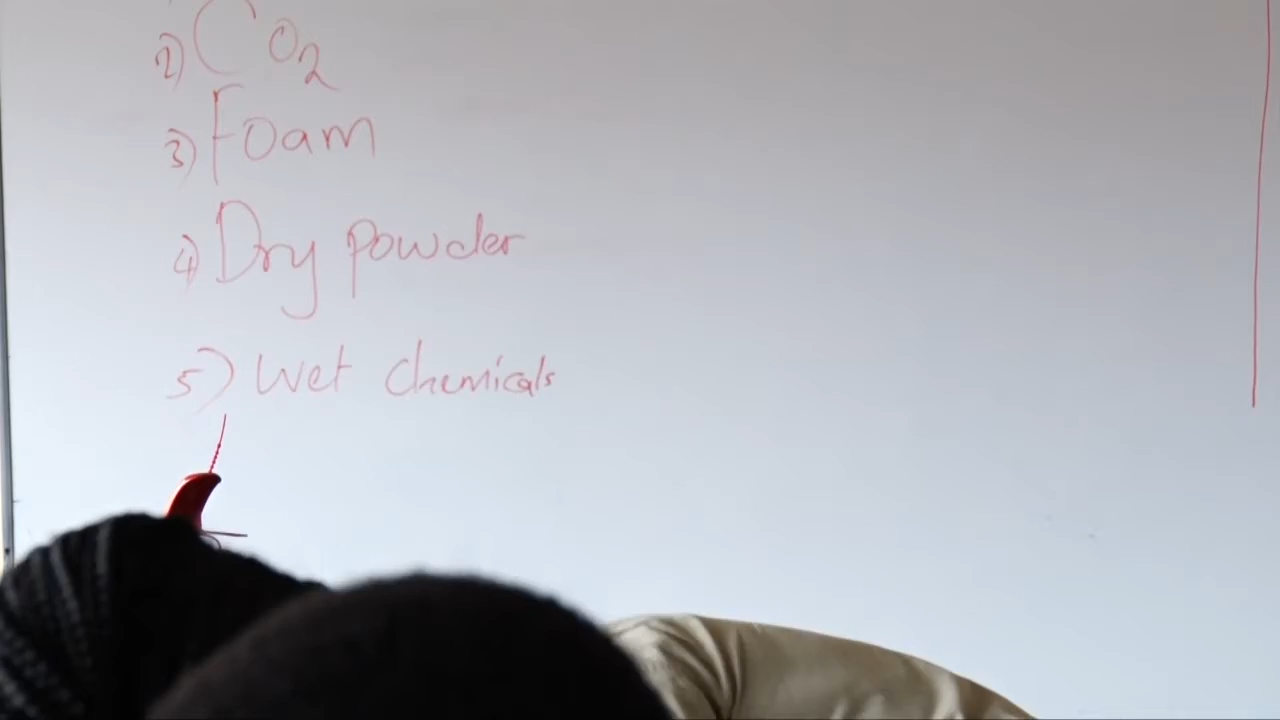 2) CO2
3) Foam
4) Dry powder
5) Wet chemicals